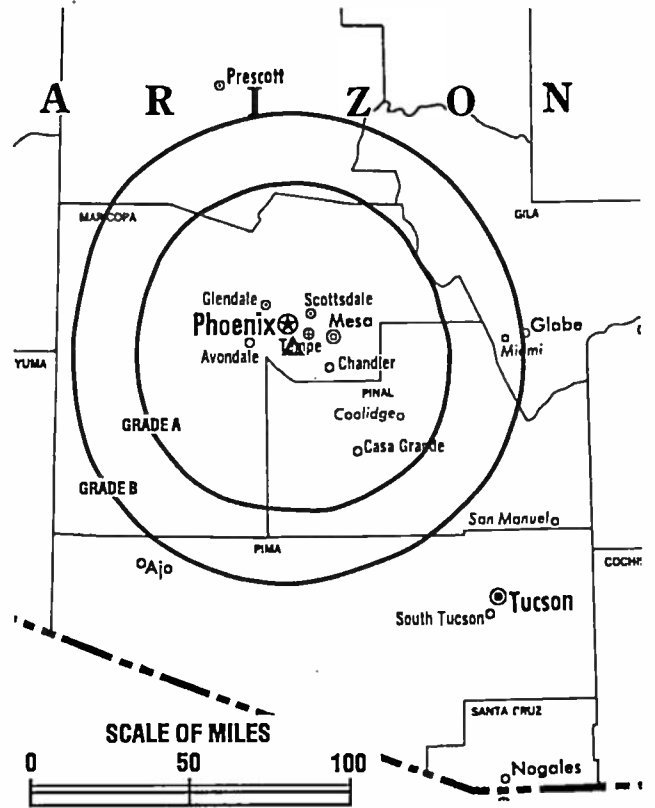 Prescott
A R I Z O N
MARICOPA
GILA
Glendale
Scottsdale
Phoenix
Mesa
Tempe
Globe
Miami
Avondale
Chandler
YUMA
PINAL
Coolidge
GRADE A
Casa Grande
GRADE B
San Manuel
PIMA
COCHIS
Ajo
Tucson
South Tucson
SANTA CRUZ
SCALE OF MILES
0 50 100
Nogales